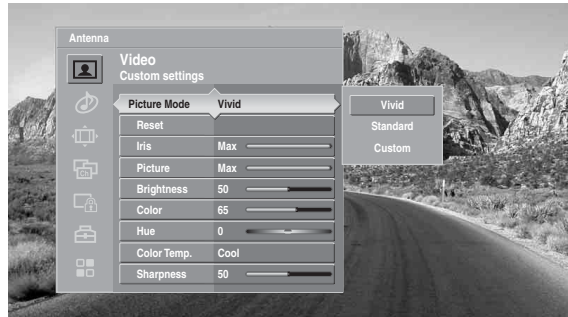 Antenna
Video
Custom settings
Picture Mode Vivid
Reset
Iris Max
Picture Max
Brightness 50
Color 65
Hue 0
Color Temp. Cool
Sharpness 50
Vivid
Standard
Custom
Ch